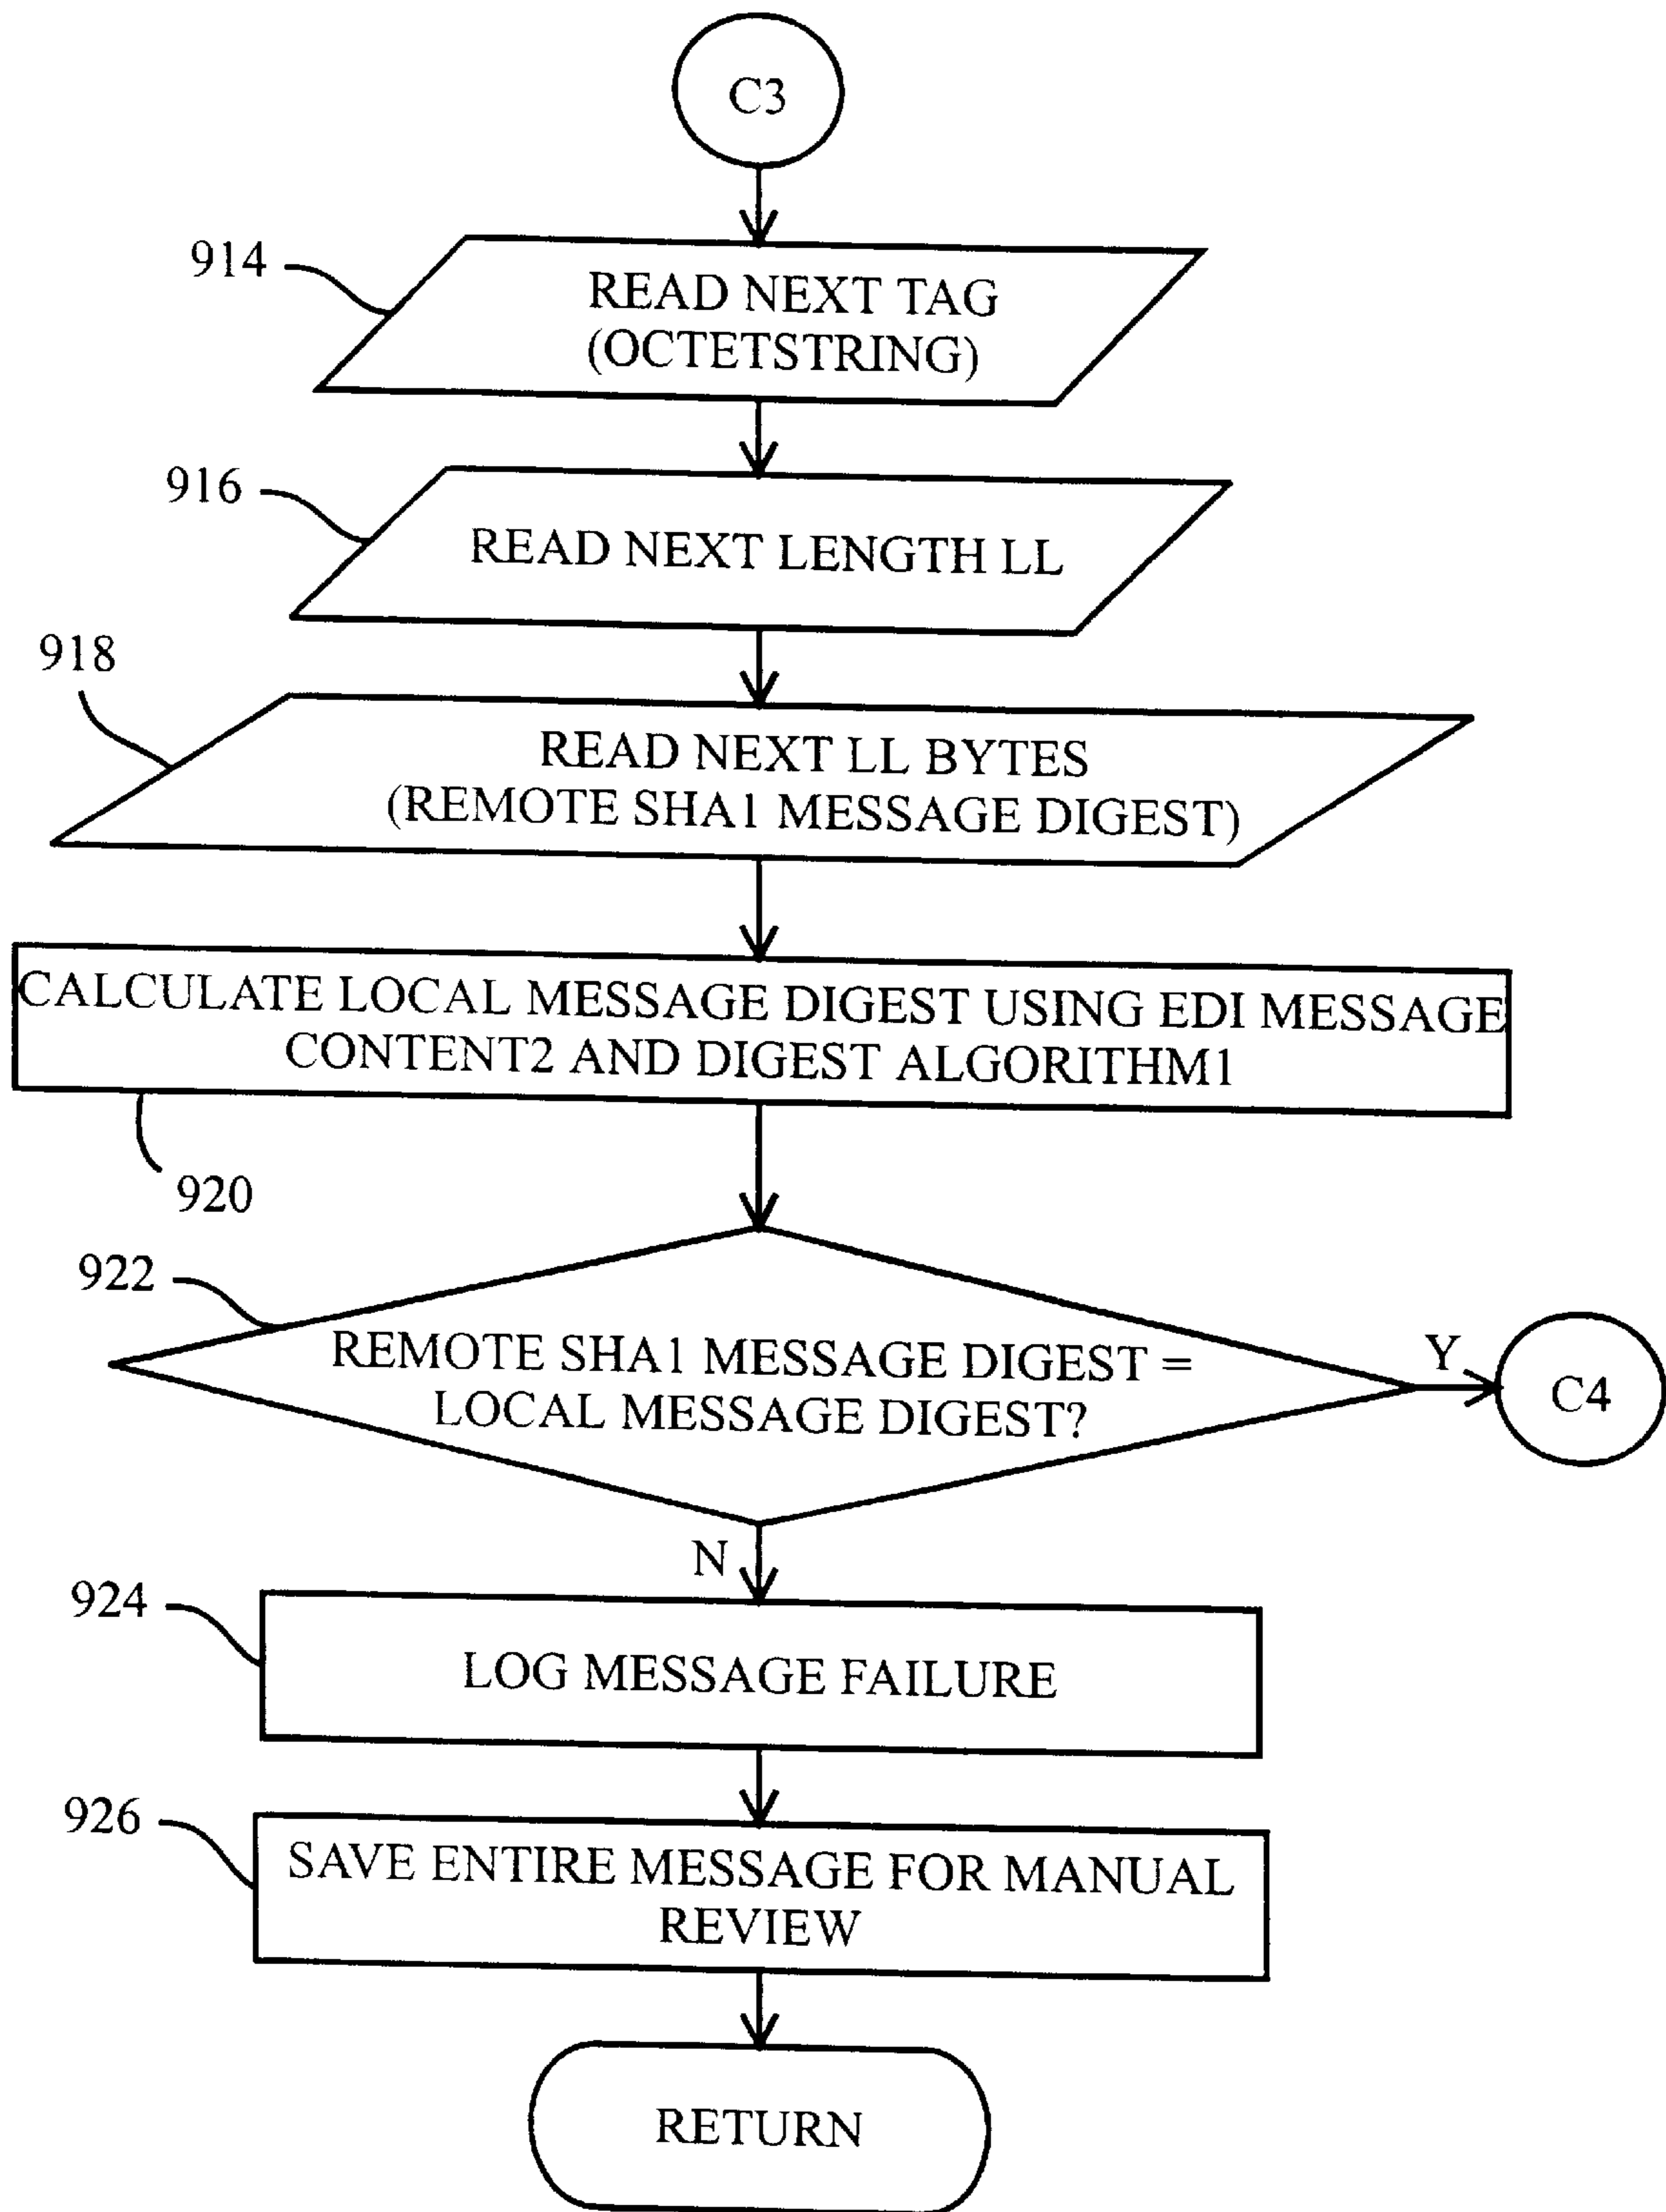 C3
914
READ NEXT TAG
(OCTETSTRING)
916
READ NEXT LENGTH LL
918
READ NEXT LL BYTES
(REMOTE SHA1 MESSAGE DIGEST)
CALCULATE LOCAL MESSAGE DIGEST USING EDI MESSAGE
CONTENT2 AND DIGEST ALGORITHM1
920
922
REMOTE SHA1 MESSAGE DIGEST =
LOCAL MESSAGE DIGEST?
Y
C4
N
924
LOG MESSAGE FAILURE
926
SAVE ENTIRE MESSAGE FOR MANUAL
REVIEW
RETURN